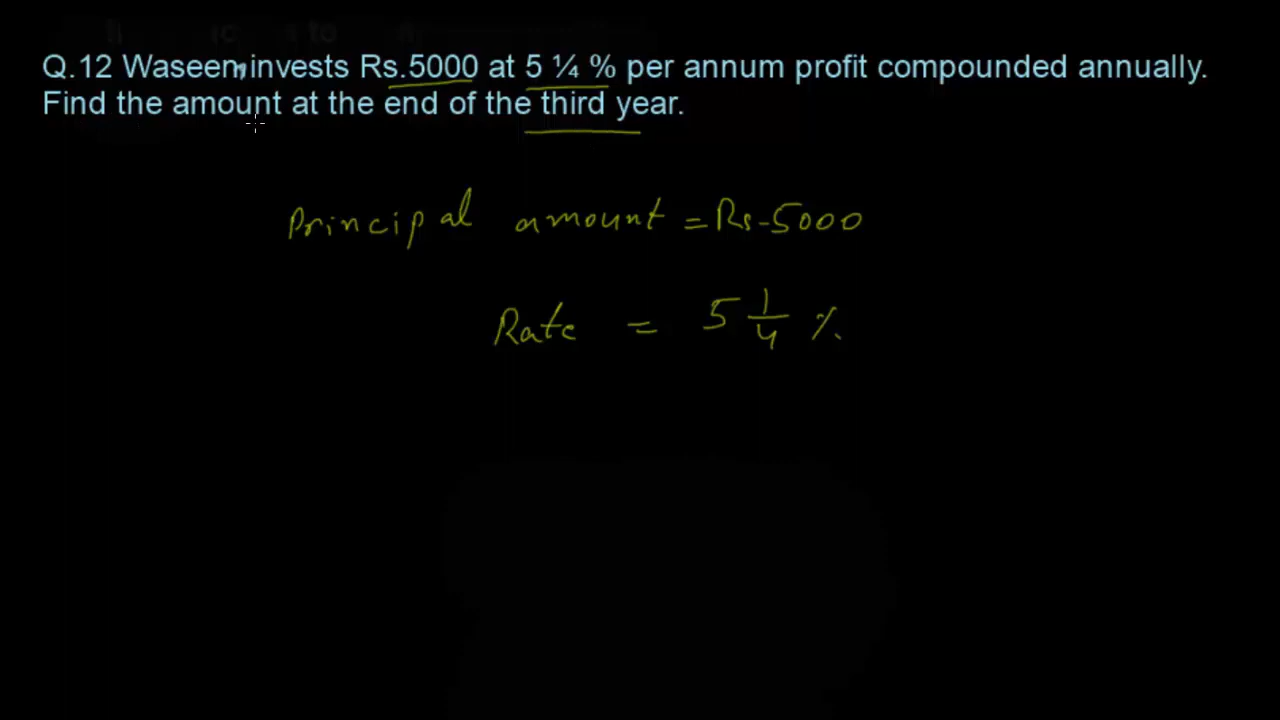 Q.12 Waseem invests Rs.5000 at 5 ¼ % per annum profit compounded annually.
Find the amount at the end of the third year.
Principal amount = Rs-5000
Rate = 5 1/4 %